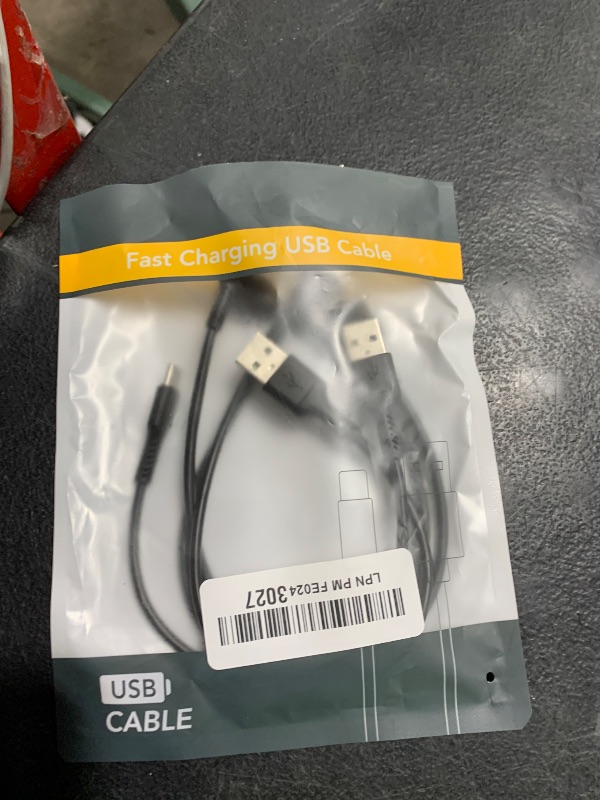 Fast Charging USB Cable
LPN PM FE0243027
USB
CABLE